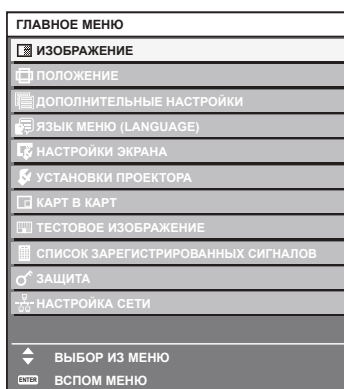 ГЛАВНОЕ МЕНЮ
ИЗОБРАЖЕНИЕ
ПОЛОЖЕНИЕ
ДОПОЛНИТЕЛЬНЫЕ НАСТРОЙКИ
ЯЗЫК МЕНЮ (LANGUAGE)
НАСТРОЙКИ ЭКРАНА
УСТАНОВКИ ПРОЕКТОРА
КАРТ В КАРТ
ТЕСТОВОЕ ИЗОБРАЖЕНИЕ
СПИСОК ЗАРЕГИСТРИРОВАННЫХ СИГНАЛОВ
ЗАЩИТА
НАСТРОЙКА СЕТИ
ВЫБОР ИЗ МЕНЮ
ENTER ВСПОМ МЕНЮ